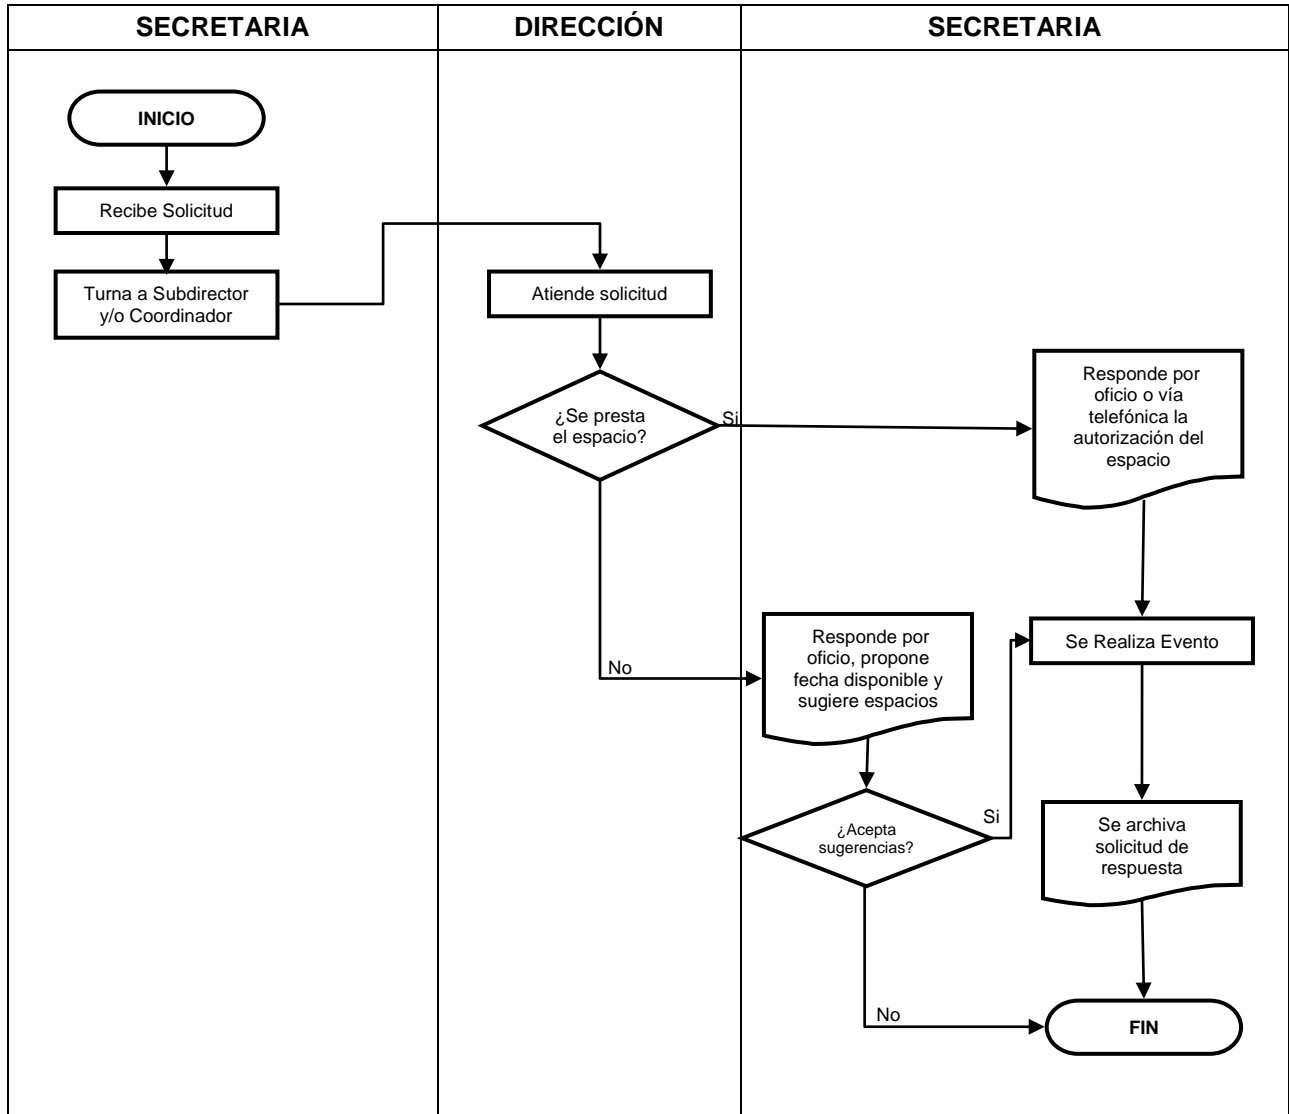 SECRETARIA
DIRECCIÓN
SECRETARIA
INICIO
Recibe Solicitud
Turna a Subdirector
y/o Coordinador
Atiende solicitud
¿Se presta
el espacio?
Si
Responde por
oficio o vía
telefónica la
autorización del
espacio
No
Responde por
oficio, propone
fecha disponible y
sugiere espacios
Se Realiza Evento
¿Acepta
sugerencias?
Si
Se archiva
solicitud de
respuesta
No
FIN